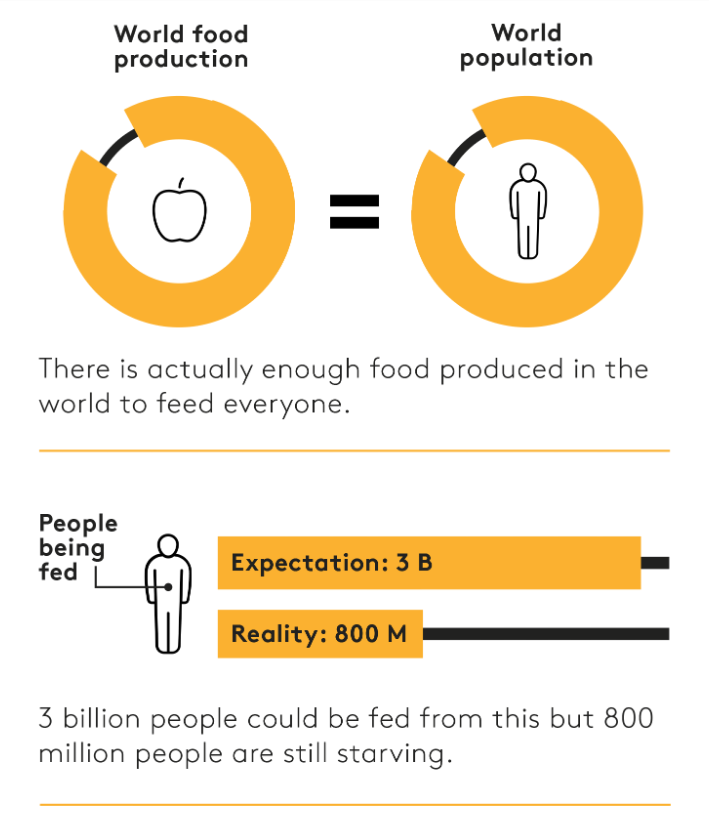 World food
production
World
population
=
There is actually enough food produced in the
world to feed everyone.
People
being
fed
Expectation: 3 B
Reality: 800 M
3 billion people could be fed from this but 800
million people are still starving.